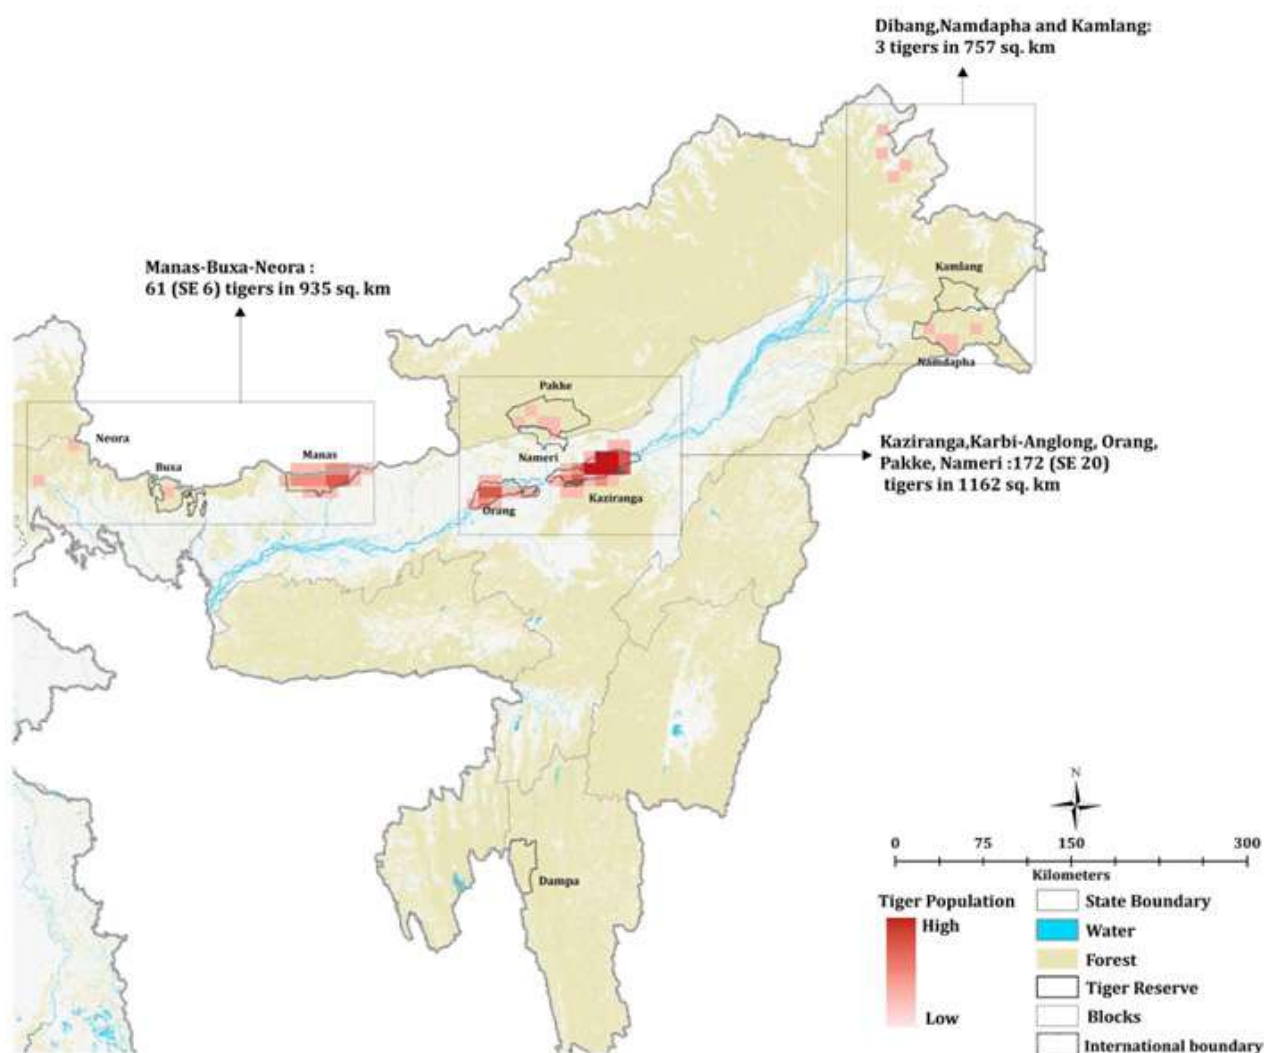 Dibang,Namdapha and Kamlang:
3 tigers in 757 sq. km
Manas-Buxa-Neora :
61 (SE 6) tigers in 935 sq. km
Kamlang
Namdapha
Pakhe
Neora
Buxa
Manas
Nameri
Kaziranga
Orang
Kaziranga,Karbi-Anglong, Orang,
Pakke, Nameri :172 (SE 20)
tigers in 1162 sq. km
Dampa
N
0 75 150 300
Kilometers
Tiger Population
High
Low
State Boundary
Water
Forest
Tiger Reserve
Blocks
International boundary